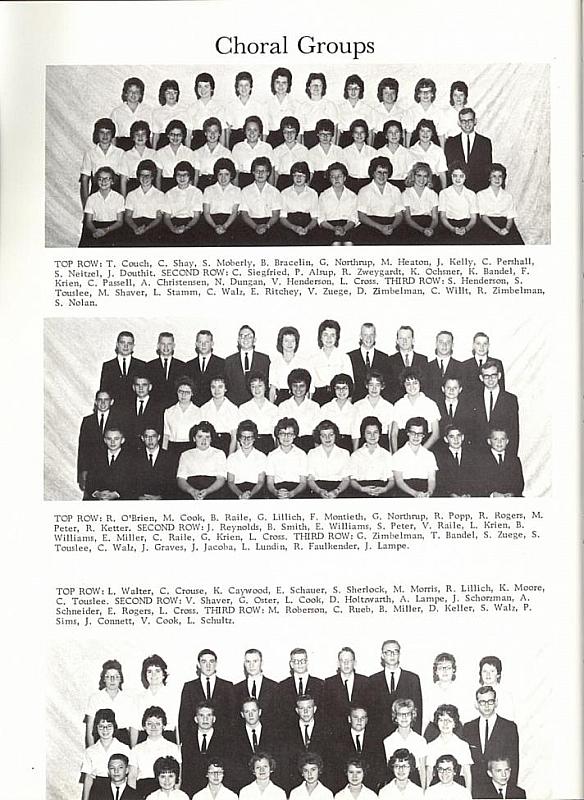 Choral Groups
TOP ROW: T. Couch, C. Shay, S. Moberly, B. Bracelin, G. Northrup, M. Heaton, J. Kelly, C. Pershall,
S. Neitzel, J. Douthit. SECOND ROW: C. Siegfried, P. Alsup, R. Zweygardt, K. Ochsner, K. Bandel, F.
Krien, C. Passell, A. Christensen, N. Dungan, V. Henderson, L. Cross. THIRD ROW: S. Henderson, S.
Touslee, M. Shaver, L. Stamm, C. Walz, E. Ritchey, V. Zuege, D. Zimbelman, C. Willt, R. Zimbelman,
S. Nolan.
TOP ROW: R. O'Brien, M. Cook, B. Raile, G. Lillich, F. Montieth, G. Northrup, R. Popp, R. Rogers, M.
Peter, R. Ketter. SECOND ROW: J. Reynolds, B. Smith, E. Williams, S. Peter, V. Raile, L. Krien, B.
Williams, E. Miller, C. Raile, G. Krien, L. Cross. THIRD ROW: G. Zimbelman, T. Bandel, S. Zuege, S.
Touslee, C. Walz, J. Graves, J. Jacoba, L. Lundin, R. Faulkender, J. Lampe.
TOP ROW: L. Walter, C. Crouse, K. Caywood, E. Schauer, S. Sherlock, M. Morris, R. Lillich, K. Moore,
C. Touslee. SECOND ROW: V. Shaver, G. Oster, L. Cook, D. Holtzwarth, A. Lampe, J. Schorzman, A.
Schneider, E. Rogers, L. Cross. THIRD ROW: M. Roberson, C. Rueb, B. Miller, D. Keller, S. Walz, P.
Sims, J. Connett, V. Cook, L. Schultz.